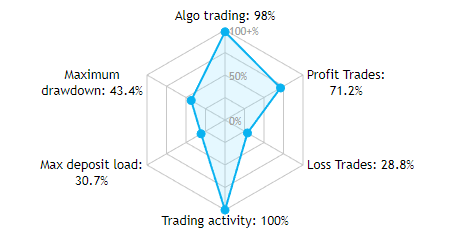 Algo trading: 98%
100+%
Maximum
drawdown: 43.4%
Profit Trades:
71.2%
50%
0%
Max deposit load:
30.7%
Loss Trades: 28.8%
Trading activity: 100%